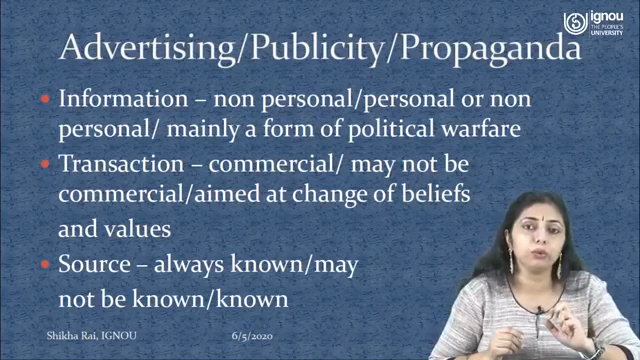 ignou
THE PEOPLE'S
UNIVERSITY
Advertising/Publicity/Propaganda
• Information – non personal/personal or non
personal/ mainly a form of political warfare
• Transaction – commercial/ may not be
commercial/aimed at change of beliefs
and values
• Source – always known/may
not be known/known
Shikha Rai, IGNOU
6/5/2020